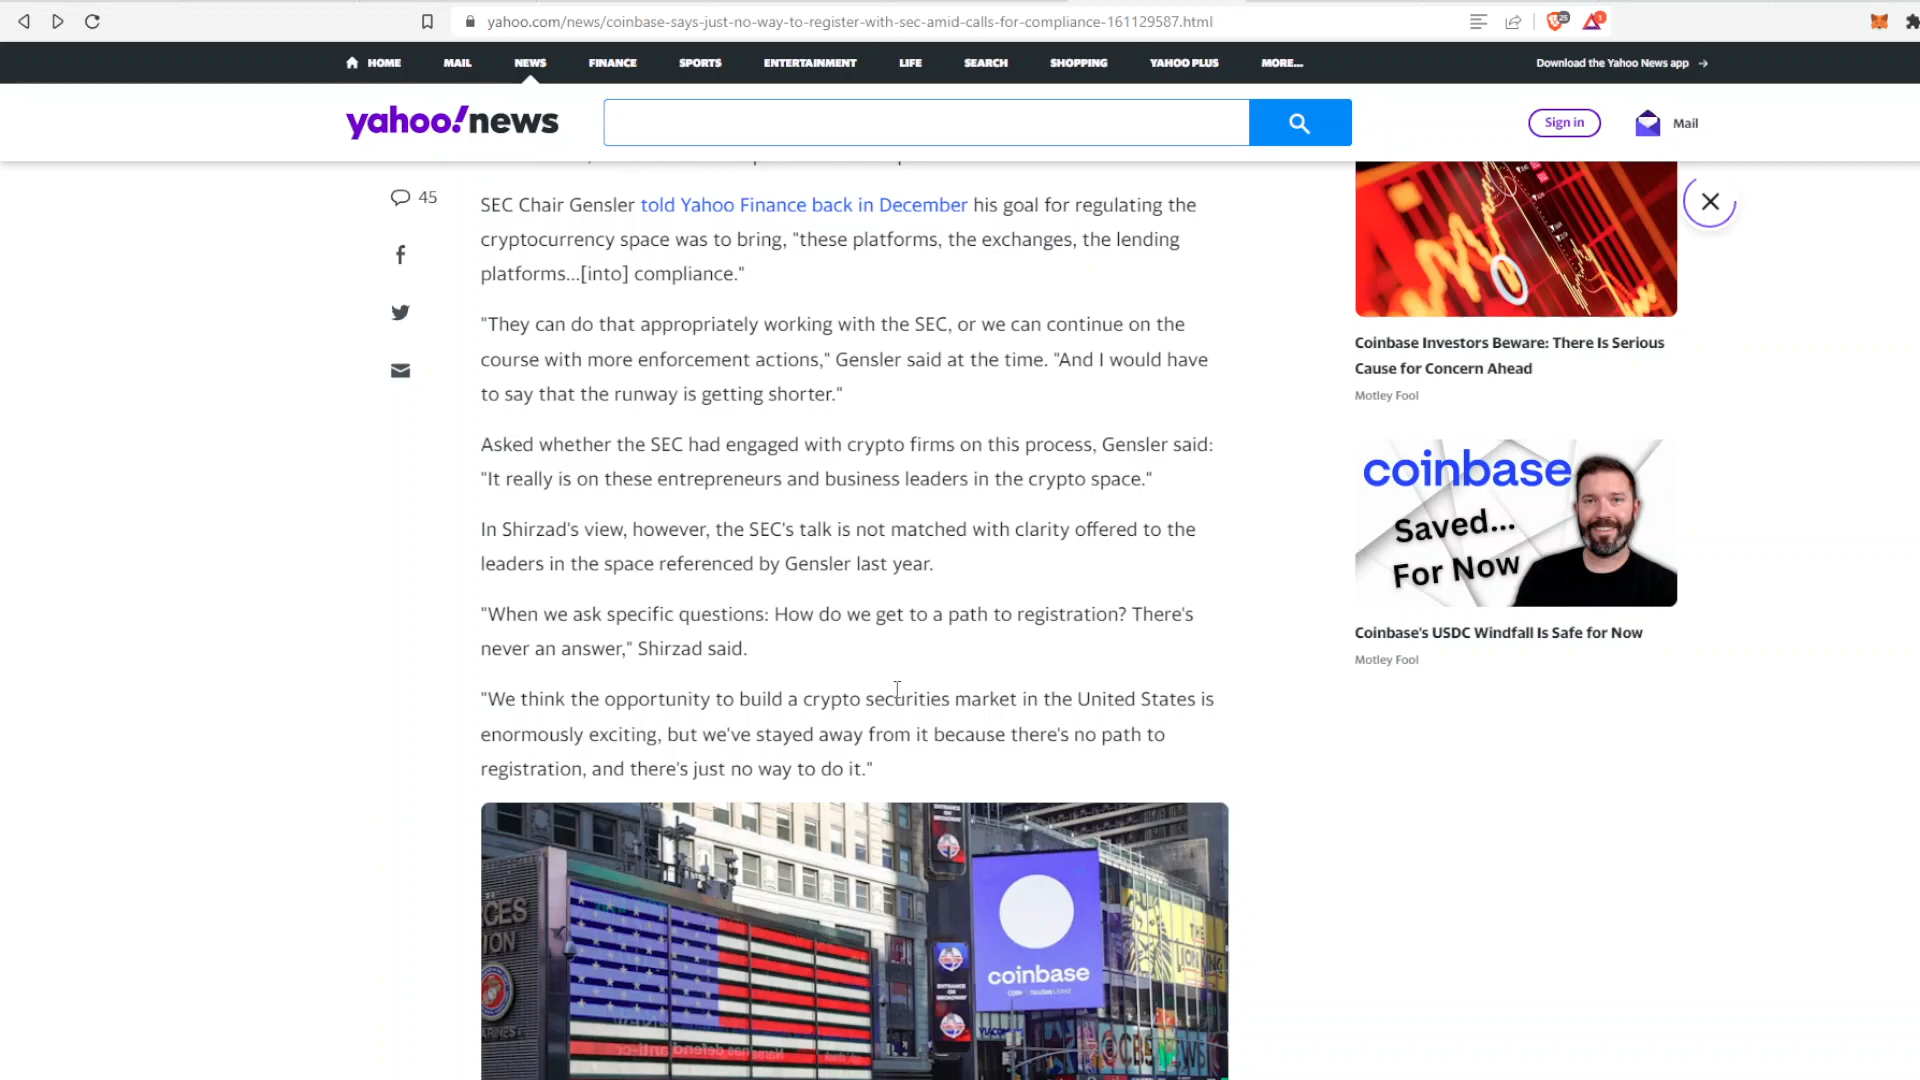 yahoo.com/news/coinbase-says-just-no-way-to-register-with-sec-amid-calls-for-compliance-161129587.html
25
1
HOME MAIL NEWS FINANCE SPORTS ENTERTAINMENT LIFE SEARCH SHOPPING YAHOO PLUS MORE... Download the Yahoo News app →
yahoo!news
Sign in
Mail
45
SEC Chair Gensler told Yahoo Finance back in December his goal for regulating the
cryptocurrency space was to bring, "these platforms, the exchanges, the lending
platforms...[into] compliance."
"They can do that appropriately working with the SEC, or we can continue on the
course with more enforcement actions," Gensler said at the time. "And I would have
to say that the runway is getting shorter."
Asked whether the SEC had engaged with crypto firms on this process, Gensler said:
"It really is on these entrepreneurs and business leaders in the crypto space."
In Shirzad's view, however, the SEC's talk is not matched with clarity offered to the
leaders in the space referenced by Gensler last year.
"When we ask specific questions: How do we get to a path to registration? There's
never an answer," Shirzad said.
"We think the opportunity to build a crypto securities market in the United States is
enormously exciting, but we've stayed away from it because there's no path to
registration, and there's just no way to do it."
coinbase
THE
LION KING
CBS NEWS
Coinbase Investors Beware: There Is Serious
Cause for Concern Ahead
Motley Fool
coinbase
Saved...
For Now
Coinbase's USDC Windfall Is Safe for Now
Motley Fool